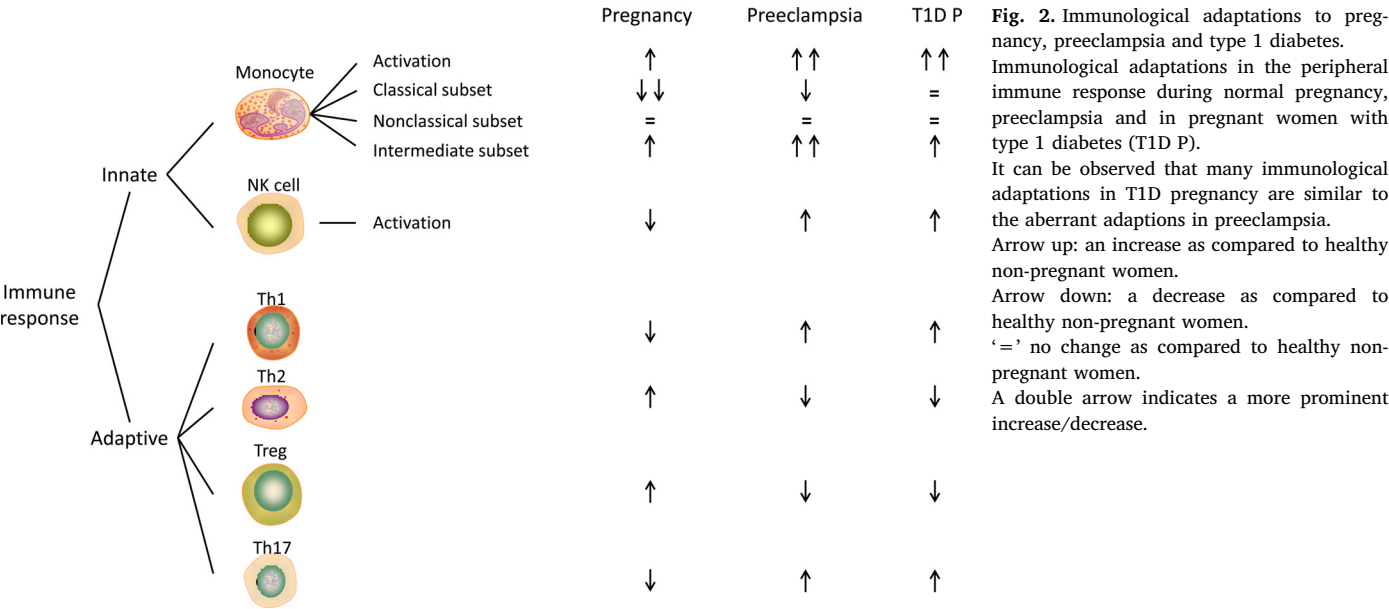 Pregnancy Preeclampsia T1D P
Monocyte
Activation ↑ ↑↑ ↑↑
Classical subset ↓↓ ↓ =
Nonclassical subset = = =
Intermediate subset ↑ ↑↑ ↑
Innate
NK cell
Activation ↓ ↑ ↑
Immune
response
Th1
↓ ↑ ↑
Th2
↑ ↓ ↓
Adaptive
Treg
↑ ↓ ↓
Th17
↓ ↑ ↑
Fig. 2. Immunological adaptations to preg-
nancy, preeclampsia and type 1 diabetes.
Immunological adaptations in the peripheral
immune response during normal pregnancy,
preeclampsia and in pregnant women with
type 1 diabetes (T1D P).
It can be observed that many immunological
adaptations in T1D pregnancy are similar to
the aberrant adaptions in preeclampsia.
Arrow up: an increase as compared to healthy
non-pregnant women.
Arrow down: a decrease as compared to
healthy non-pregnant women.
‘=’ no change as compared to healthy non-
pregnant women.
A double arrow indicates a more prominent
increase/decrease.